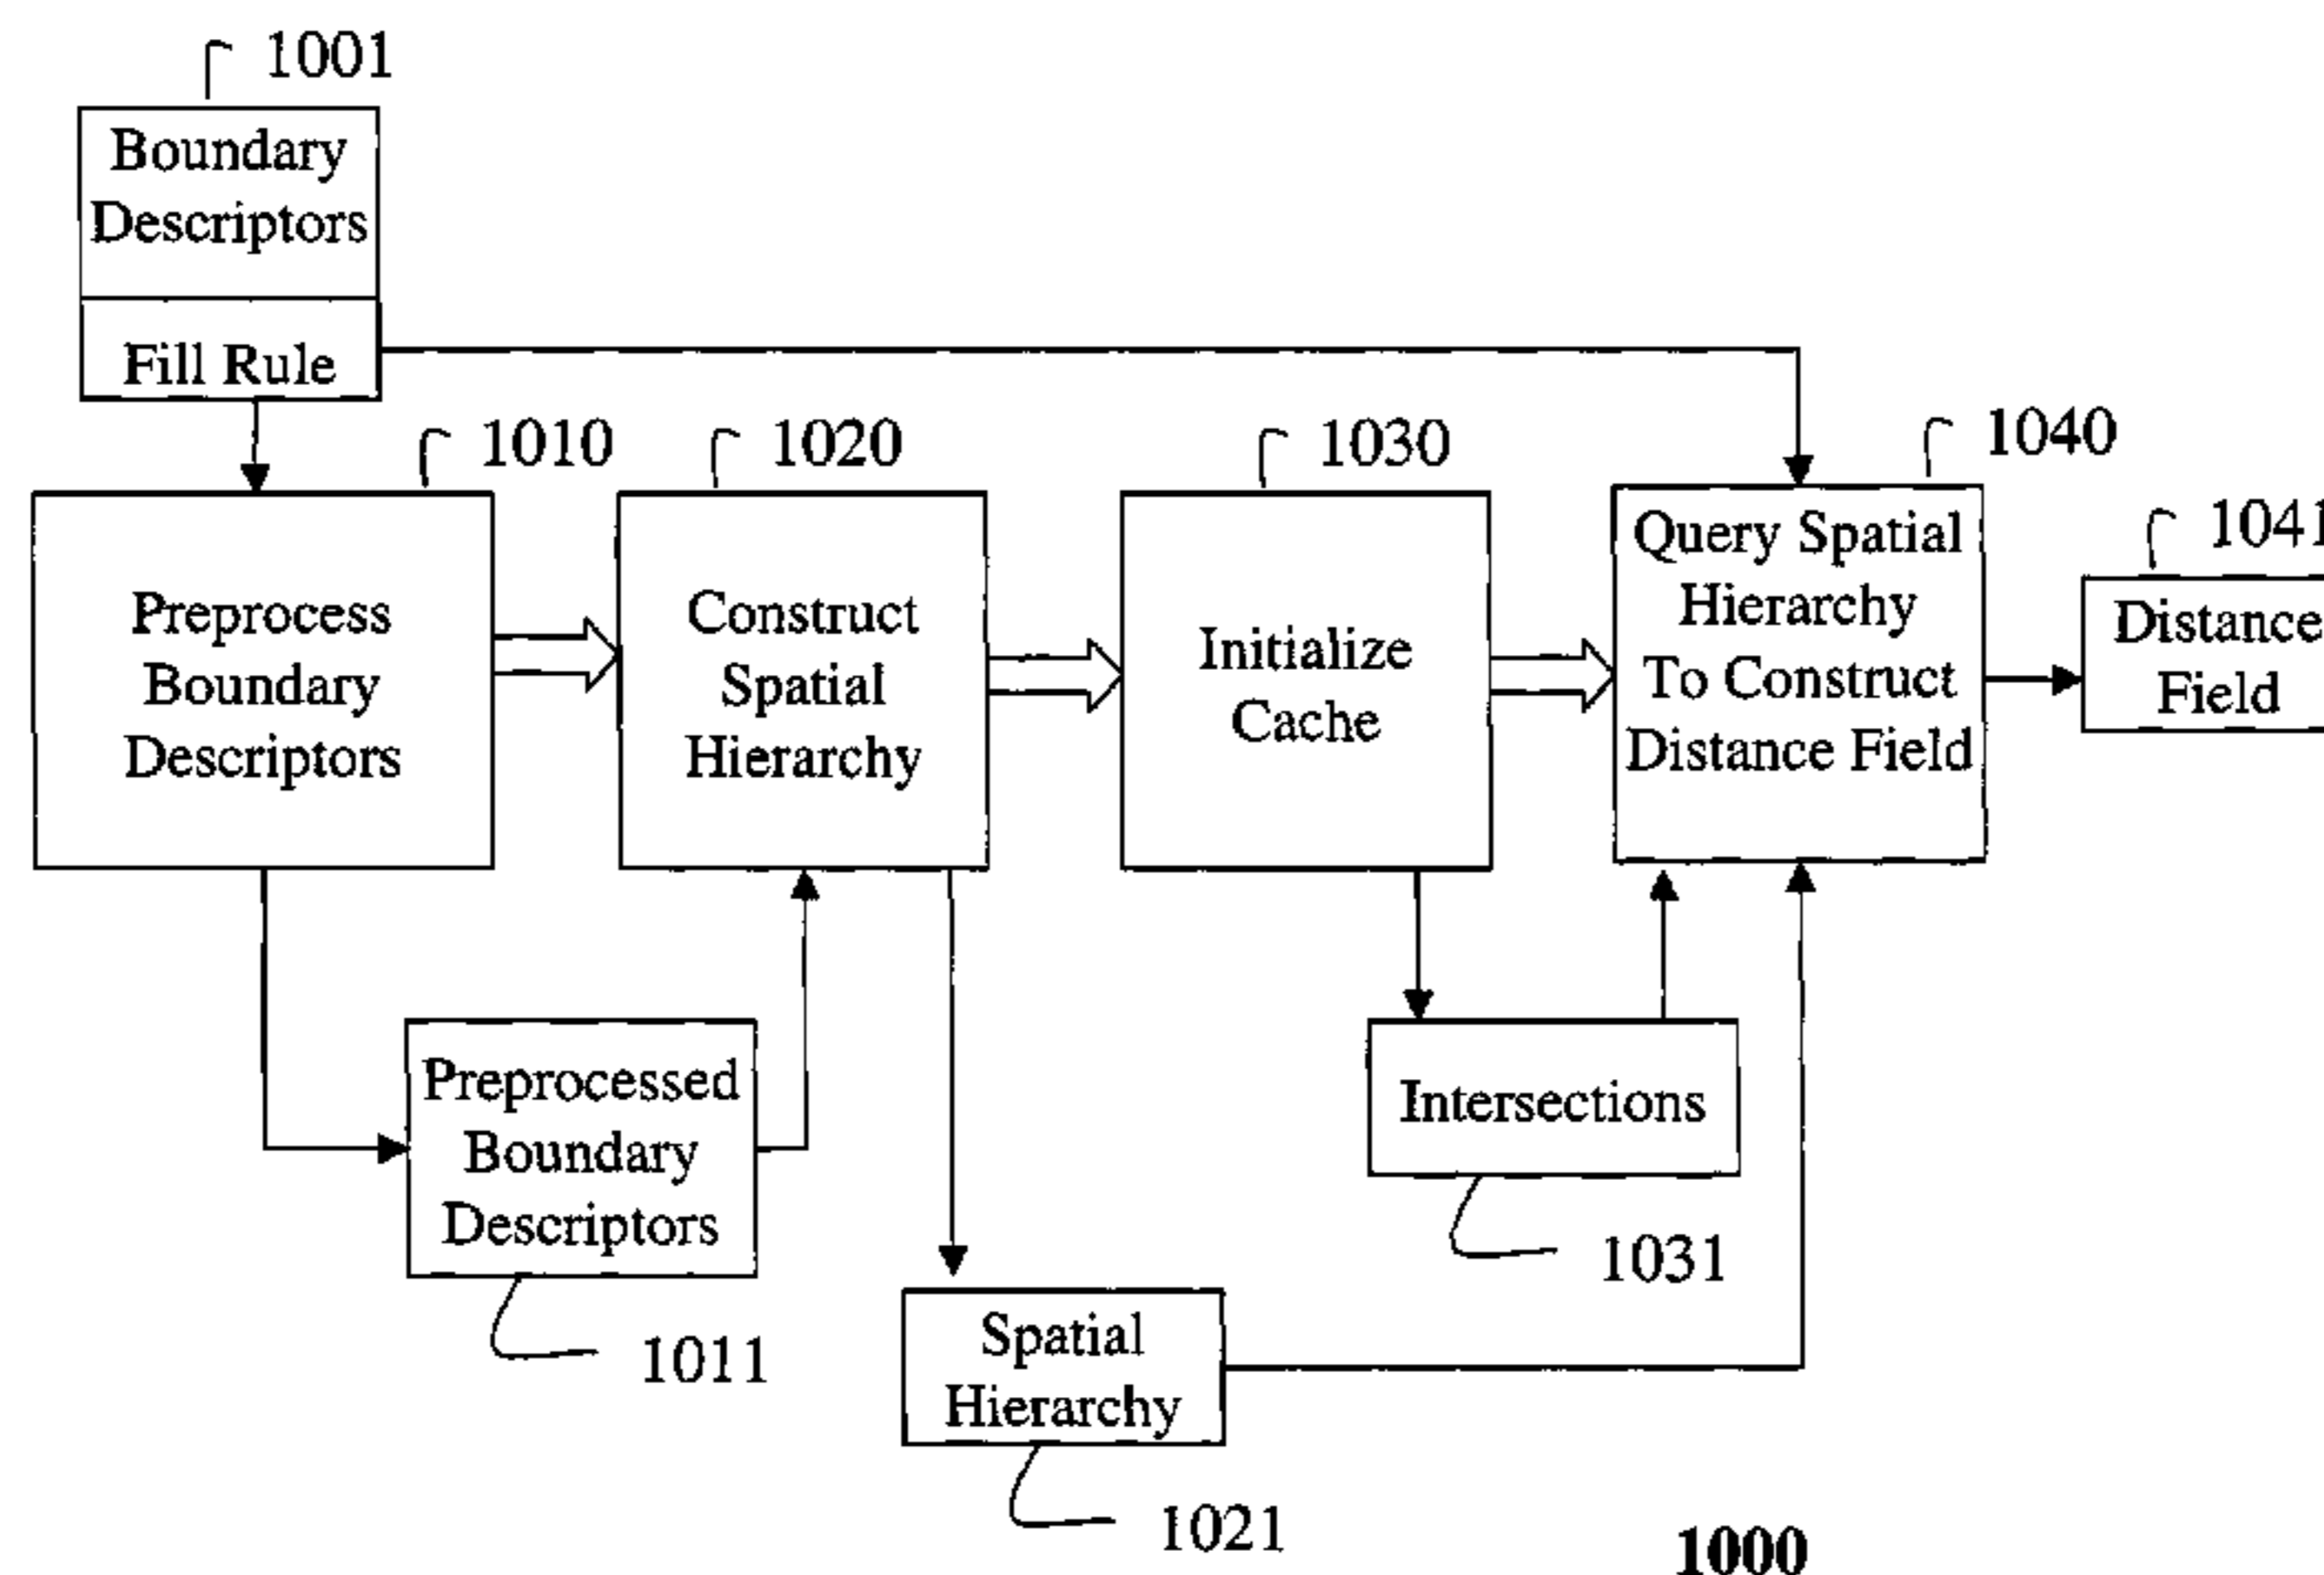 1001
Boundary
Descriptors
Fill Rule
1010
1020
1030
1040
1041
Preprocess
Boundary
Descriptors
Construct
Spatial
Hierarchy
Initialize
Cache
Query Spatial
Hierarchy
To Construct
Distance Field
Distance
Field
Preprocessed
Boundary
Descriptors
1011
Intersections
1031
Spatial
Hierarchy
1021
1000